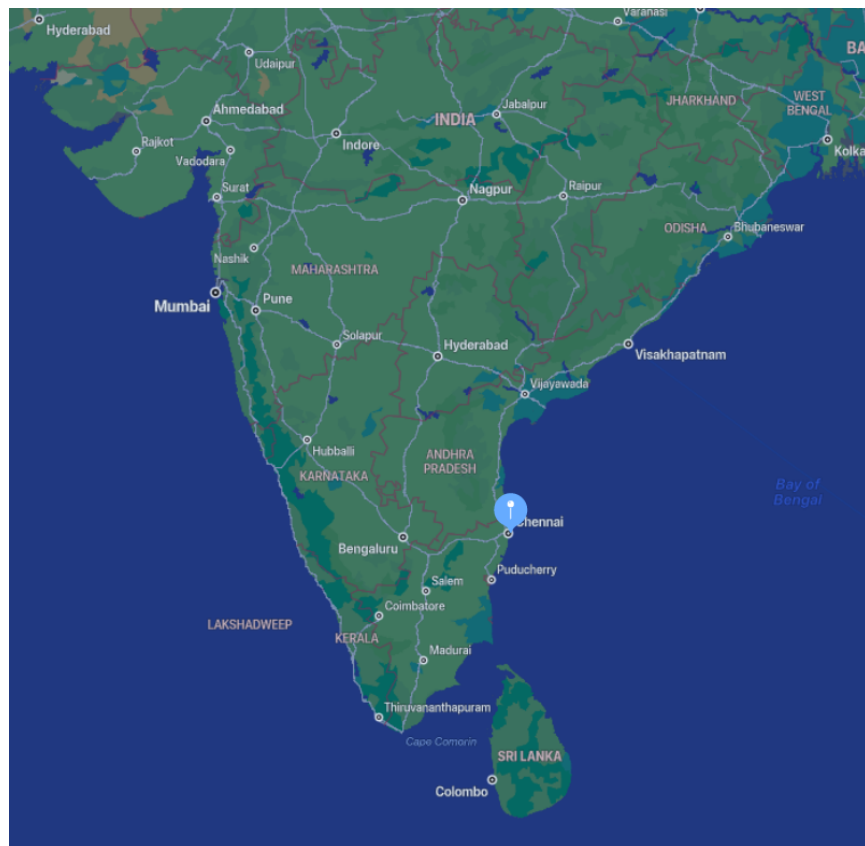 Varanasi
Hyderabad
Udaipur
BA
WEST
BENGAL
JHARKHAND
Ahmedabad
INDIA
Jabalpur
Rajkot
Indore
Kolka
Vadodara
Surat
Nagpur
Raipur
ODISHA
Bhubaneswar
Nashik
MAHARASHTRA
Mumbai
Pune
Solapur
Hyderabad
Visakhapatnam
Vijayawada
Hubballi
ANDHRA
PRADESH
KARNATAKA
Bay of
Bengal
Chennai
Bengaluru
Puducherry
Salem
Coimbatore
LAKSHADWEEP
KERALA
Madurai
Thiruvananthapuram
Cape Comorin
SRI LANKA
Colombo